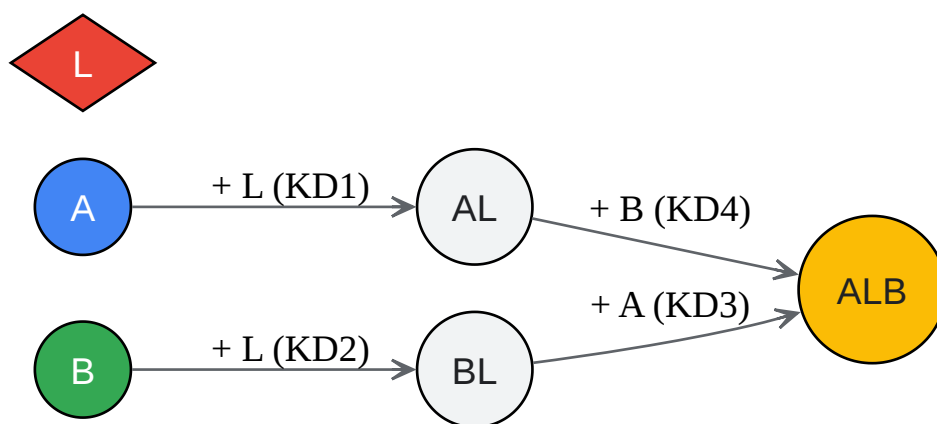 L
A
+ L (KD1)
AL
+ B (KD4)
ALB
B
+ L (KD2)
BL
+ A (KD3)